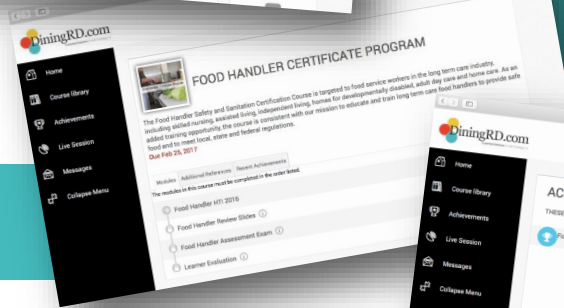 DiningRD.com
Home
Course library
Achievements
Live Session
Messages
Collapse Menu
FOOD HANDLER CERTIFICATE PROGRAM
The Food Handler Safety and Sanitation Certification Course is targeted to food service workers in the long term care industry,
including skilled nursing, assisted living, independent living, homes for developmentally disabled, adult day care and home care. As an
added training opportunity, the course is consistent with our mission to educate and train long term care food handlers to provide safe
food and to meet local, state and federal regulations.
Due Feb 25, 2017
Modules Additional References Recent Achievements
The modules in this course must be completed in the order listed.
Food Handler HTI 2016
Food Handler Review Slides
Food Handler Assessment Exam
Learner Evaluation
DiningRD.com
Home
Course library
Achievements
Live Session
Messages
Collapse Menu
AC
THESE